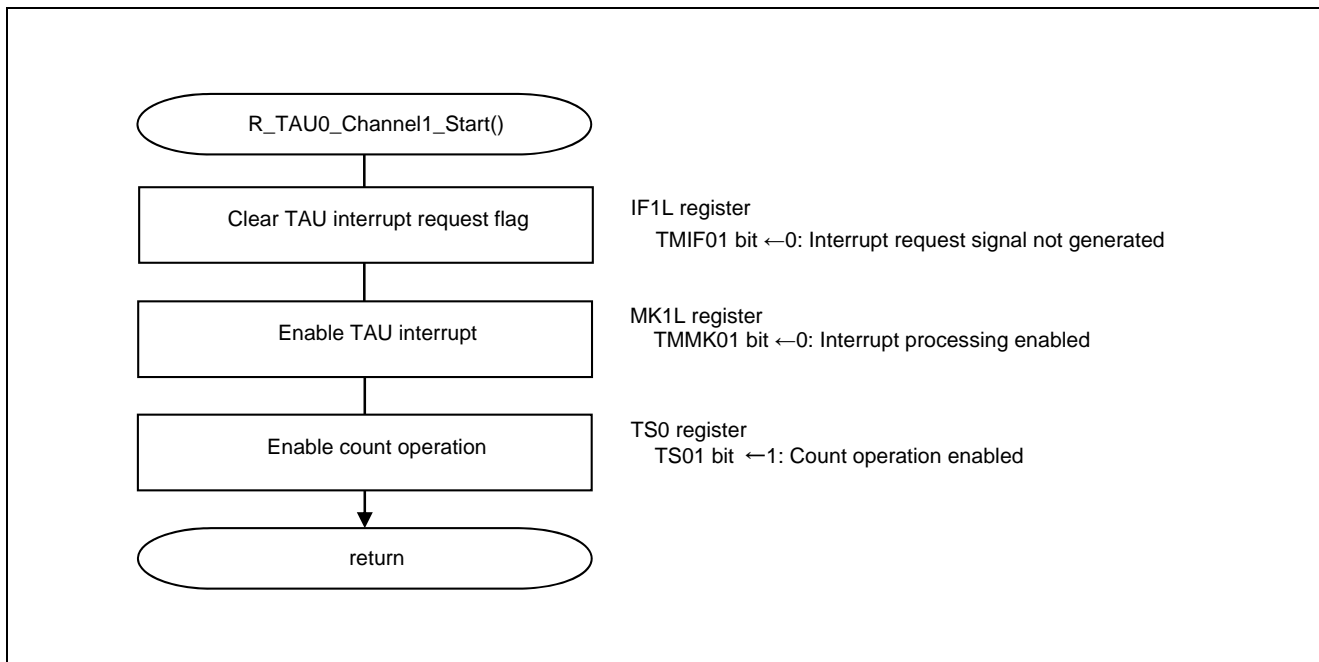 R_TAU0_Channel1_Start()
Clear TAU interrupt request flag
IF1L register
TMIF01 bit ←0: Interrupt request signal not generated
Enable TAU interrupt
MK1L register
TMMK01 bit ←0: Interrupt processing enabled
Enable count operation
TS0 register
TS01 bit ←1: Count operation enabled
return